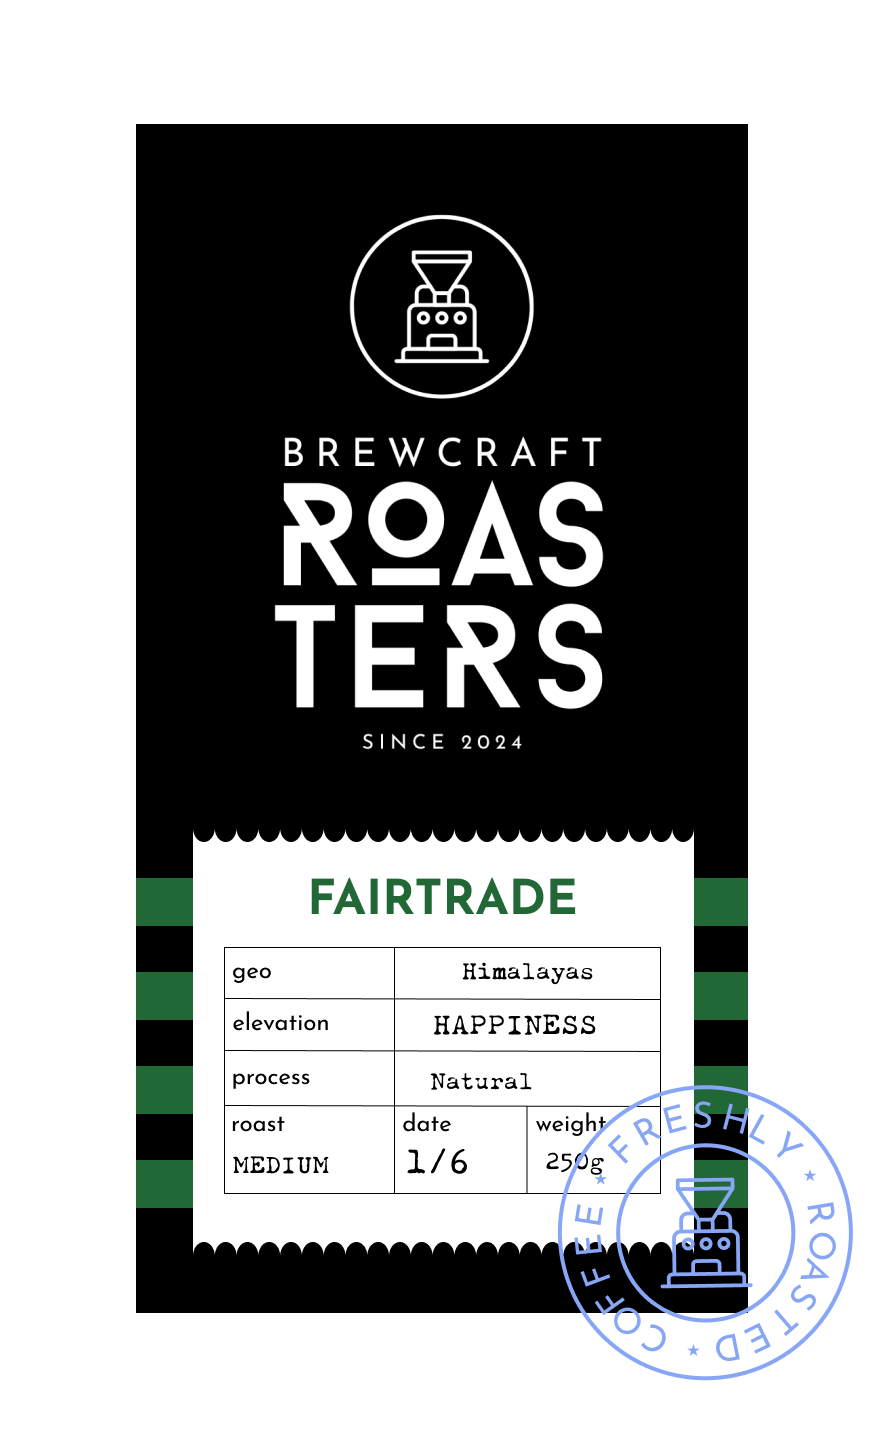 BREWCRAFT
ROAS
TERS
SINCE 2024
FAIRTRADE
geo Himalayas
elevation HAPPINESS
process Natural
roast date weight
MEDIUM 1/6 250g
FRESHLY ★ ROASTED ★ COFFEE ★